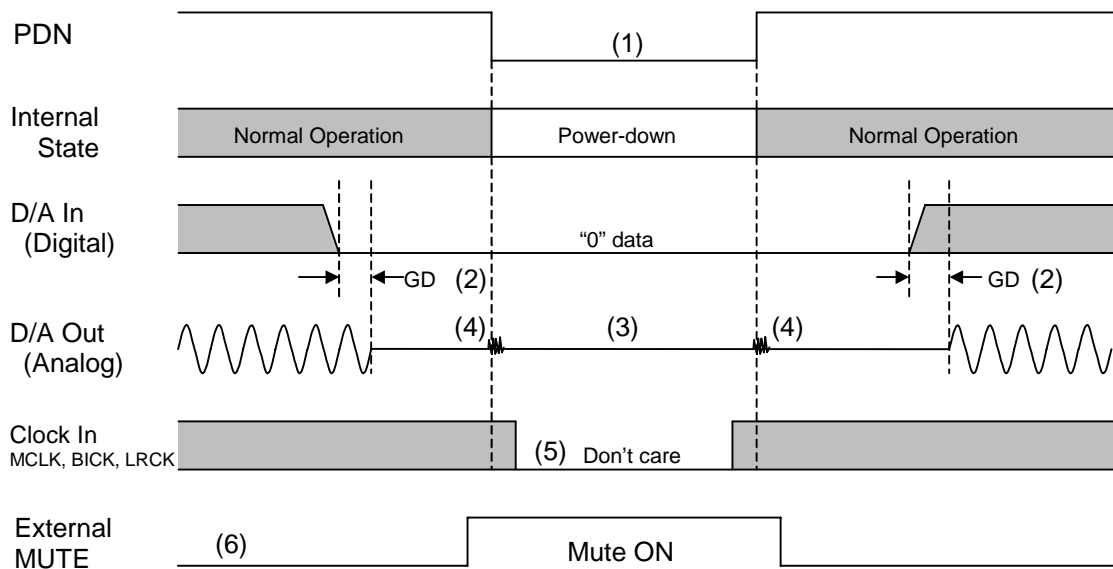 PDN
(1)
Internal
State
Normal Operation
Power-down
Normal Operation
D/A In
(Digital)
“0” data
GD (2)
GD (2)
D/A Out
(Analog)
(4)
(3)
(4)
Clock In
MCLK, BICK, LRCK
(5) Don't care
External
MUTE
(6)
Mute ON